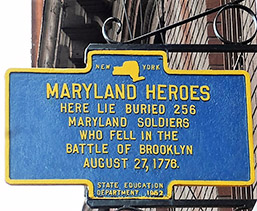 NEW YORK
MARYLAND HEROES
HERE LIE BURIED 256
MARYLAND SOLDIERS
WHO FELL IN THE
BATTLE OF BROOKLYN
AUGUST 27, 1776.
STATE EDUCATION
DEPARTMENT 1952